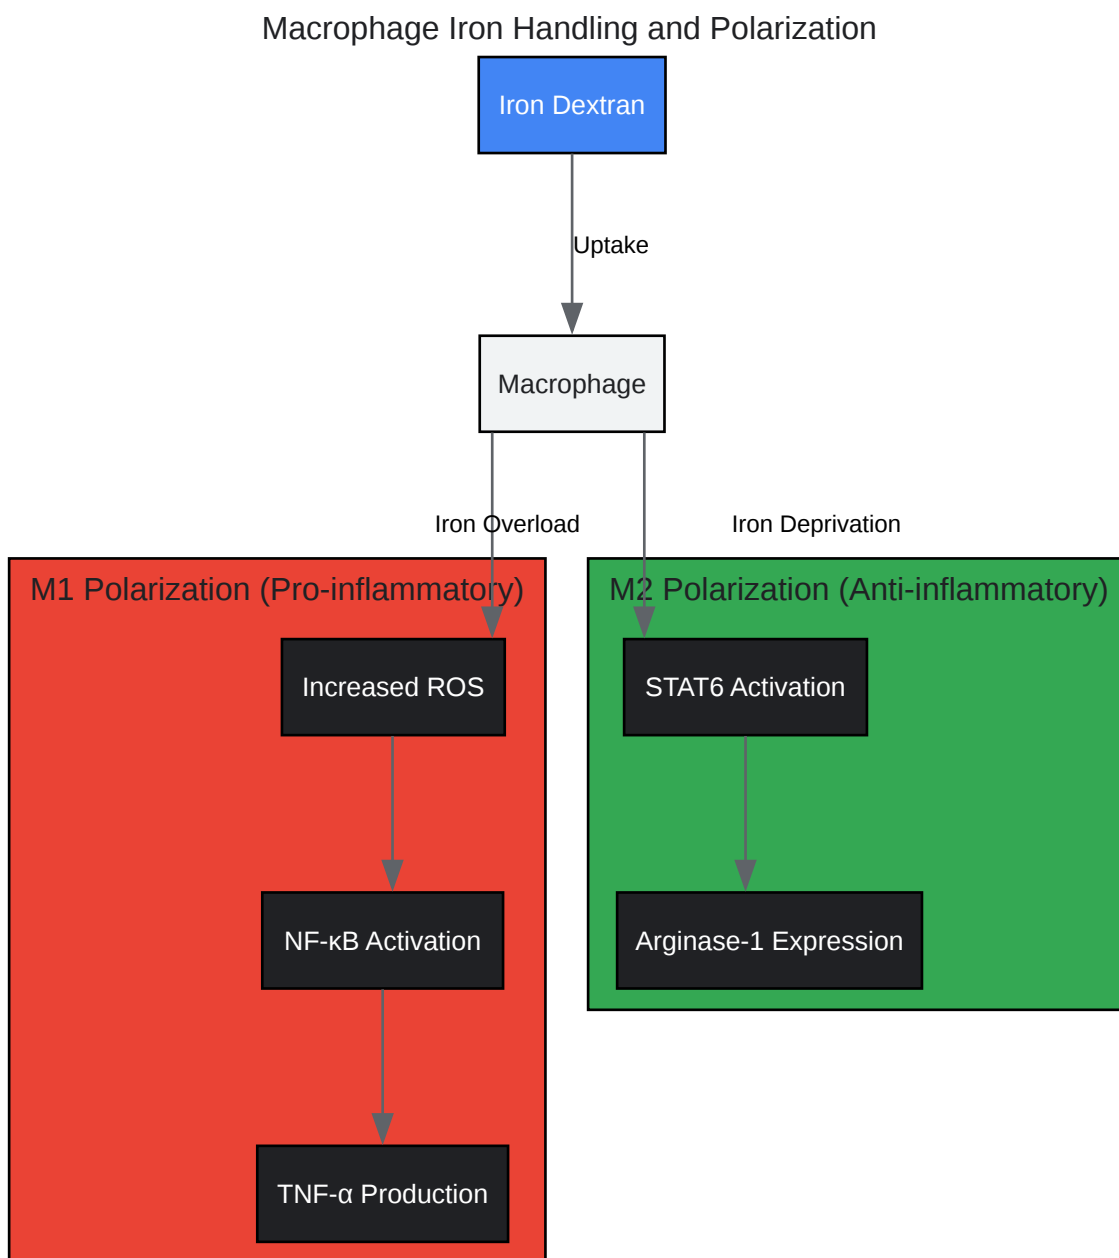 Macrophage Iron Handling and Polarization
Iron Dextran
Uptake
Macrophage
Iron Overload
Iron Deprivation
M1 Polarization (Pro-inflammatory)
M2 Polarization (Anti-inflammatory)
Increased ROS
STAT6 Activation
NF-κB Activation
Arginase-1 Expression
TNF-α Production